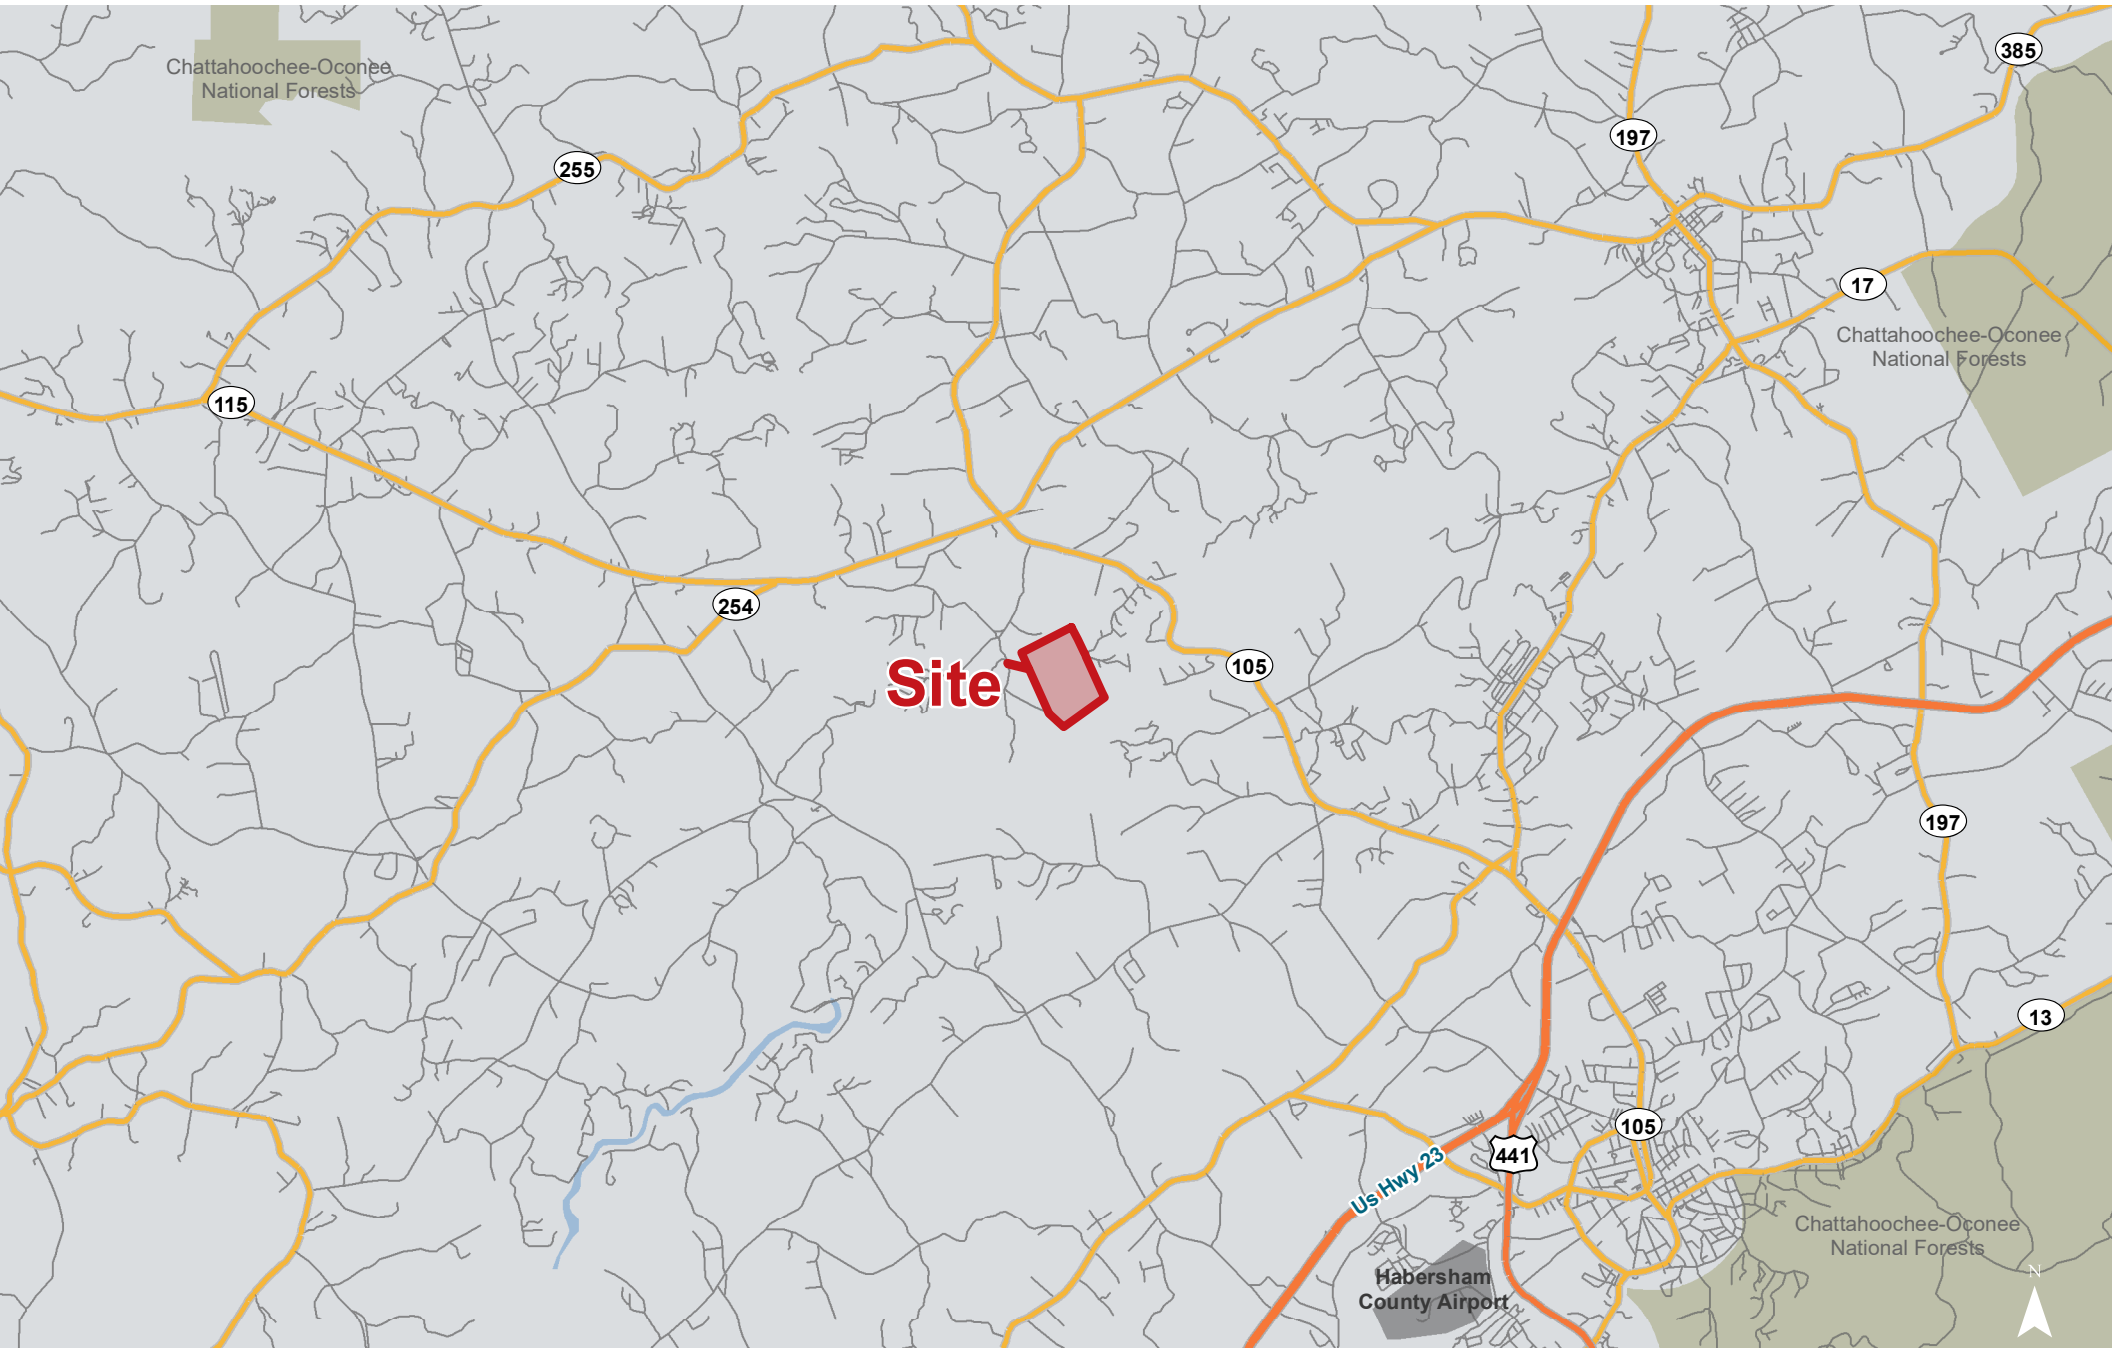 385
Chattahoochee-Oconee
National Forests
197
255
17
Chattahoochee-Oconee
National Forests
115
254
Site
105
197
13
105
441
Us Hwy 23
Chattahoochee-Oconee
National Forests
Habersham
County Airport
N